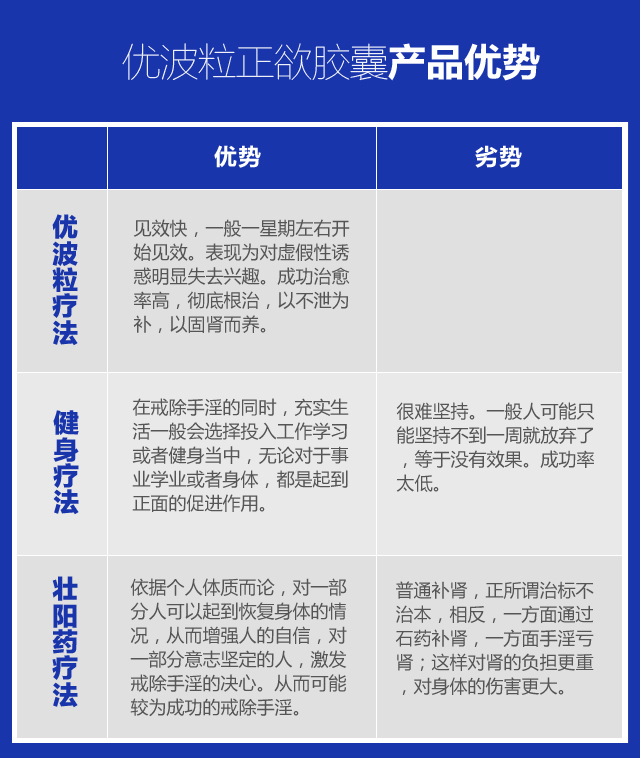 优波粒正欲胶囊产品优势
优势
劣势
优波粒疗法
见效快，一般一星期左右开
始见效。表现为对虚假性诱
惑明显失去兴趣。成功治愈
率高，彻底根治，以不泄为
补，以固肾而养。
健身疗法
在戒除手淫的同时，充实生
活一般会选择投入工作学习
或者健身当中，无论对于事
业学业或者身体，都是起到
正面的促进作用。
很难坚持。一般人可能只
能坚持不到一周就放弃了
，等于没有效果。成功率
太低。
壮阳药疗法
依据个人体质而论，对一部
分人可以起到恢复身体的情
况，从而增强人的自信，对
一部分意志坚定的人，激发
戒除手淫的决心。从而可能
较为成功的戒除手淫。
普通补肾，正所谓治标不
治本，相反，一方面通过
石药补肾，一方面手淫亏
肾；这样对肾的负担更重
，对身体的伤害更大。